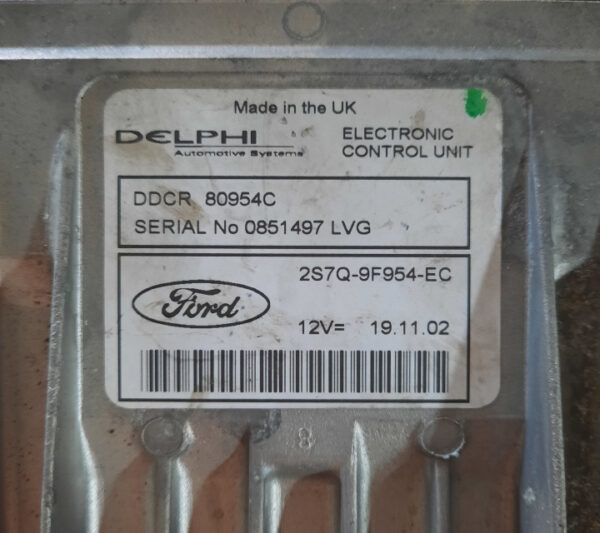 Made in the UK
DELPHI
Automotive Systems
ELECTRONIC
CONTROL UNIT
DDCR 80954C
SERIAL No 0851497 LVG
Ford
2S7Q-9F954-EC
12V= 19.11.02
8